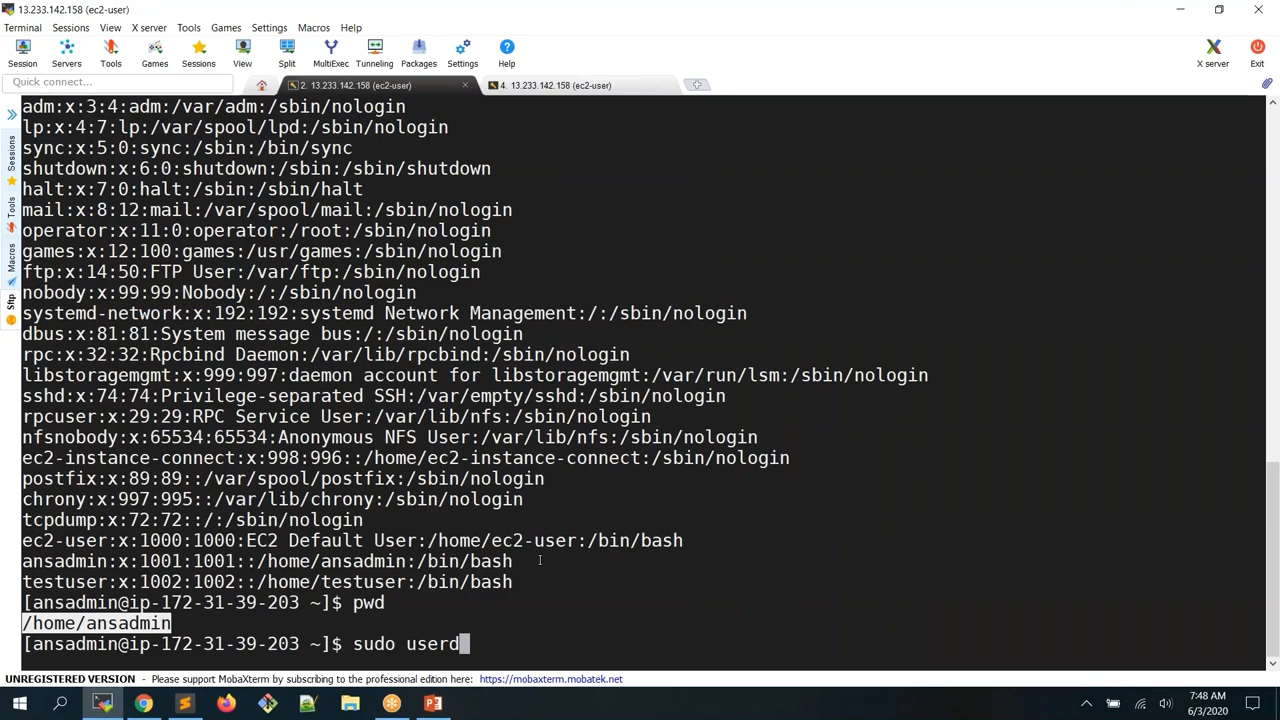 13.233.142.158 (ec2-user)
Terminal Sessions View X server Tools Games Settings Macros Help
Session Servers Tools Games Sessions View Split MultiExec Tunneling Packages Settings Help X server Exit
Quick connect...
2. 13.233.142.158 (ec2-user)
4. 13.233.142.158 (ec2-user)
Sessions
Tools
Macros
Sftp
adm:x:3:4:adm:/var/adm:/sbin/nologin
lp:x:4:7:lp:/var/spool/lpd:/sbin/nologin
sync:x:5:0:sync:/sbin:/bin/sync
shutdown:x:6:0:shutdown:/sbin:/sbin/shutdown
halt:x:7:0:halt:/sbin:/sbin/halt
mail:x:8:12:mail:/var/spool/mail:/sbin/nologin
operator:x:11:0:operator:/root:/sbin/nologin
games:x:12:100:games:/usr/games:/sbin/nologin
ftp:x:14:50:FTP User:/var/ftp:/sbin/nologin
nobody:x:99:99:Nobody:/:/sbin/nologin
systemd-network:x:192:192:systemd Network Management:/:/sbin/nologin
dbus:x:81:81:System message bus:/:/sbin/nologin
rpc:x:32:32:Rpcbind Daemon:/var/lib/rpcbind:/sbin/nologin
libstoragemgmt:x:999:997:daemon account for libstoragemgmt:/var/run/lsm:/sbin/nologin
sshd:x:74:74:Privilege-separated SSH:/var/empty/sshd:/sbin/nologin
rpcuser:x:29:29:RPC Service User:/var/lib/nfs:/sbin/nologin
nfsnobody:x:65534:65534:Anonymous NFS User:/var/lib/nfs:/sbin/nologin
ec2-instance-connect:x:998:996::/home/ec2-instance-connect:/sbin/nologin
postfix:x:89:89::/var/spool/postfix:/sbin/nologin
chrony:x:997:995::/var/lib/chrony:/sbin/nologin
tcpdump:x:72:72::/:/sbin/nologin
ec2-user:x:1000:1000:EC2 Default User:/home/ec2-user:/bin/bash
ansadmin:x:1001:1001::/home/ansadmin:/bin/bash
testuser:x:1002:1002::/home/testuser:/bin/bash
[ansadmin@ip-172-31-39-203 ~]$ pwd
/home/ansadmin
[ansadmin@ip-172-31-39-203 ~]$ sudo userd
UNREGISTERED VERSION - Please support MobaXterm by subscribing to the professional edition here: https://mobaxterm.mobatek.net
7:48 AM
6/3/2020